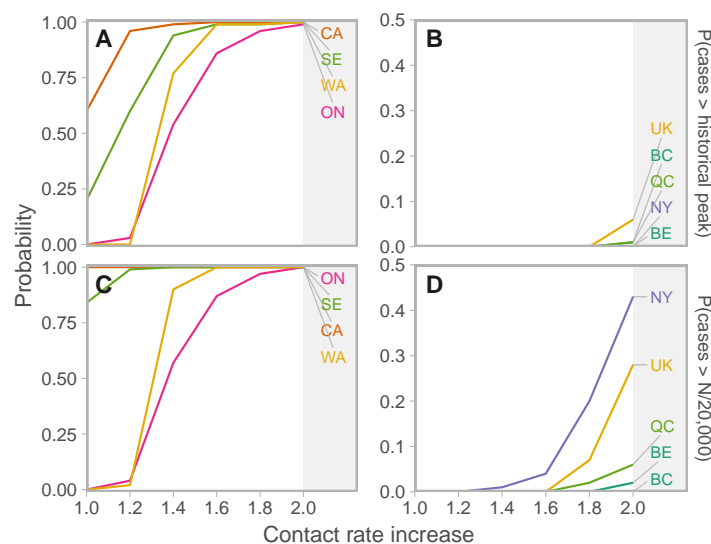 A
1.00
0.75
0.50
0.25
0.00
CA
SE
WA
ON
B
0.5
0.4
0.3
0.2
0.1
0.0
UK
BC
QC
NY
BE
P(cases > historical peak)
Probability
C
1.00
0.75
0.50
0.25
0.00
ON
SE
CA
WA
1.0 1.2 1.4 1.6 1.8 2.0
D
0.5
0.4
0.3
0.2
0.1
0.0
NY
UK
QC
BE
BC
1.0 1.2 1.4 1.6 1.8 2.0
P(cases > N/20,000)
Contact rate increase